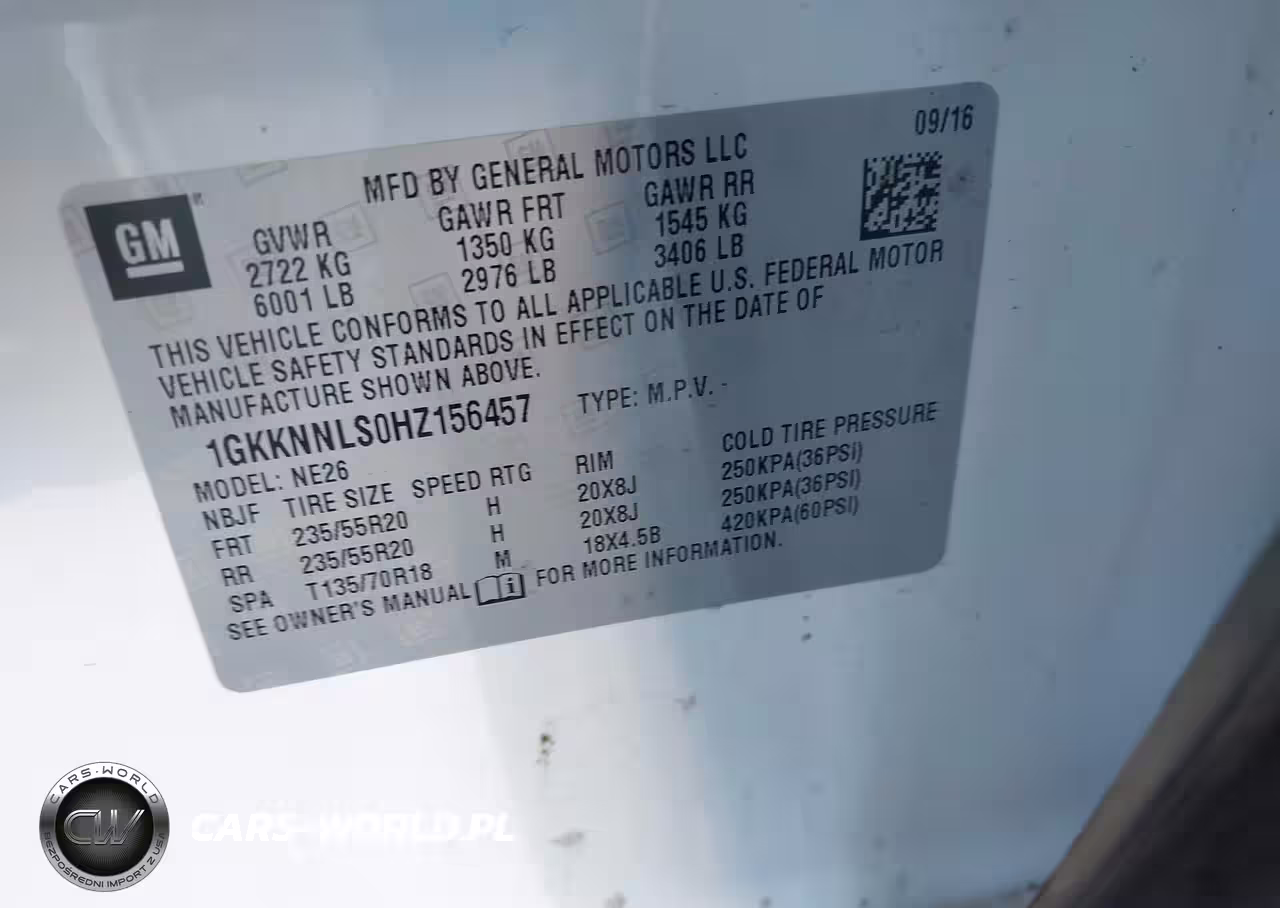 09/16
MFD BY GENERAL MOTORS LLC
GM
GVWR GAWR FRT GAWR RR
2722 KG 1350 KG 1545 KG
6001 LB 2976 LB 3406 LB
THIS VEHICLE CONFORMS TO ALL APPLICABLE U.S. FEDERAL MOTOR
VEHICLE SAFETY STANDARDS IN EFFECT ON THE DATE OF
MANUFACTURE SHOWN ABOVE.
1GKKNNLS0HZ156457 TYPE: M.P.V. -
MODEL: NE26
NBJF TIRE SIZE SPEED RTG RIM COLD TIRE PRESSURE
FRT 235/55R20 H 20X8J 250KPA(36PSI)
RR 235/55R20 H 20X8J 250KPA(36PSI)
SPA T135/70R18 M 18X4.5B 420KPA(60PSI)
SEE OWNER'S MANUAL i FOR MORE INFORMATION.
CARS-WORLD
CW
BEZPOŚREDNI IMPORT Z USA
CARS-WORLD.PL